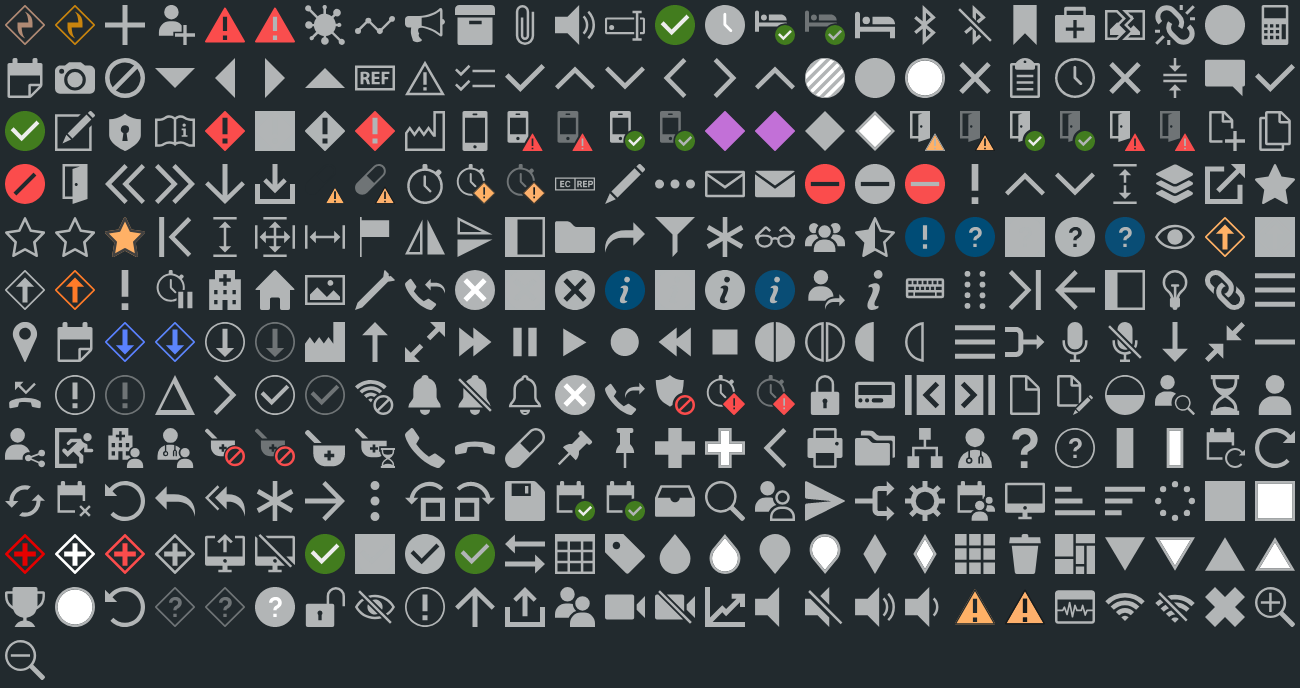 REF
EC REP
! ?
? ?
i i i i
?
? ? ?